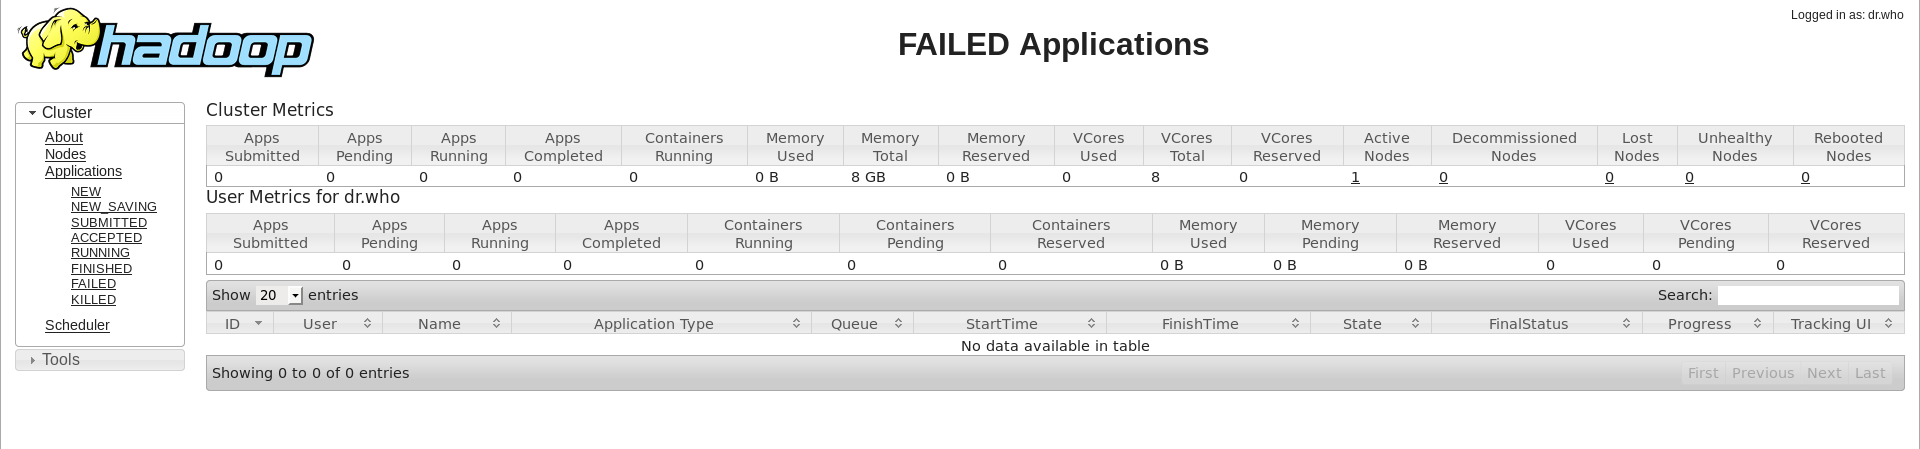 hadoop
Logged in as: dr.who
FAILED Applications
Cluster
About
Nodes
Applications
NEW
NEW_SAVING
SUBMITTED
ACCEPTED
RUNNING
FINISHED
FAILED
KILLED
Scheduler
Tools
Cluster Metrics
Apps Submitted Apps Pending Apps Running Apps Completed Containers Running Memory Used Memory Total Memory Reserved VCores Used VCores Total VCores Reserved Active Nodes Decommissioned Nodes Lost Nodes Unhealthy Nodes Rebooted Nodes
0 0 0 0 0 0 B 8 GB 0 B 0 8 0 1 0 0 0 0
User Metrics for dr.who
Apps Submitted Apps Pending Apps Running Apps Completed Containers Running Containers Pending Containers Reserved Memory Used Memory Pending Memory Reserved VCores Used VCores Pending VCores Reserved
0 0 0 0 0 0 0 0 B 0 B 0 B 0 0 0
Show 20 entries Search:
ID User Name Application Type Queue StartTime FinishTime State FinalStatus Progress Tracking UI
No data available in table
Showing 0 to 0 of 0 entries First Previous Next Last